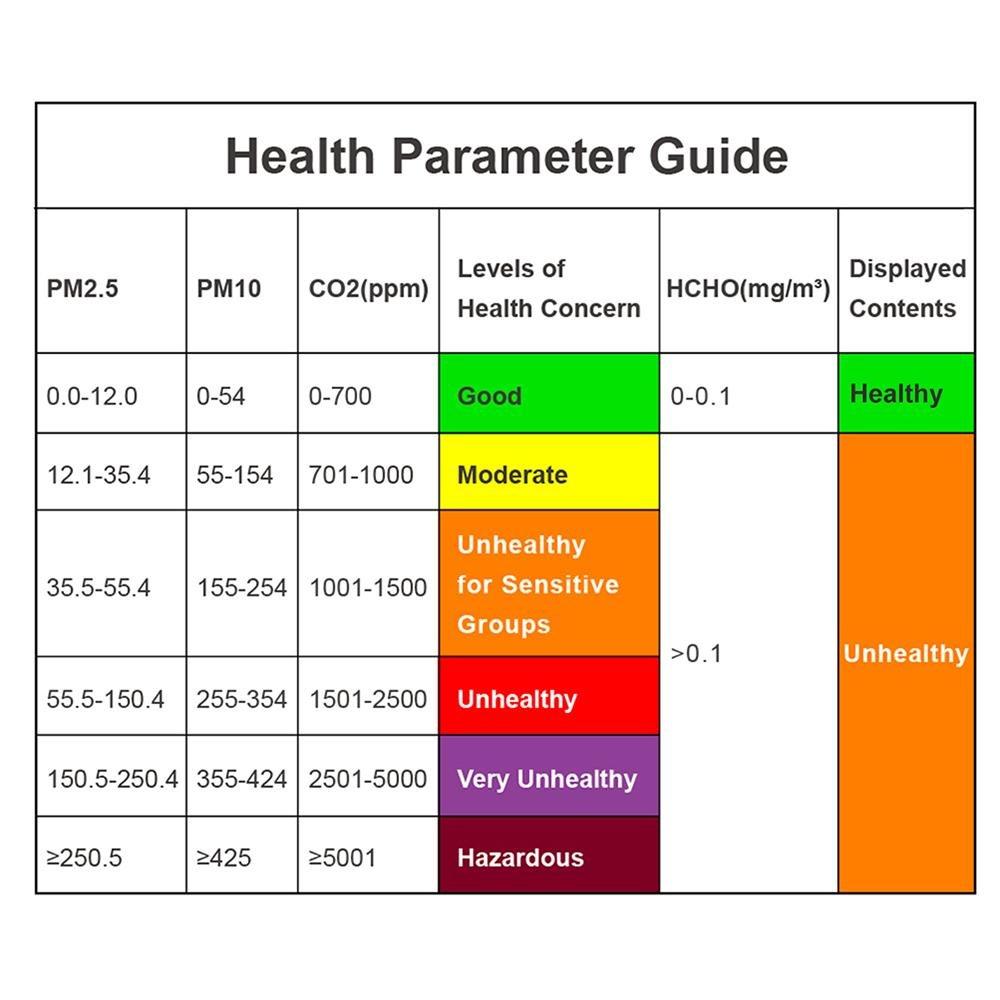 Health Parameter Guide
PM2.5 PM10 CO2(ppm) Levels of Health Concern HCHO(mg/m³) Displayed Contents
0.0-12.0 0-54 0-700 Good 0-0.1 Healthy
12.1-35.4 55-154 701-1000 Moderate
35.5-55.4 155-254 1001-1500 Unhealthy for Sensitive Groups
>0.1 Unhealthy
55.5-150.4 255-354 1501-2500 Unhealthy
150.5-250.4 355-424 2501-5000 Very Unhealthy
≥250.5 ≥425 ≥5001 Hazardous